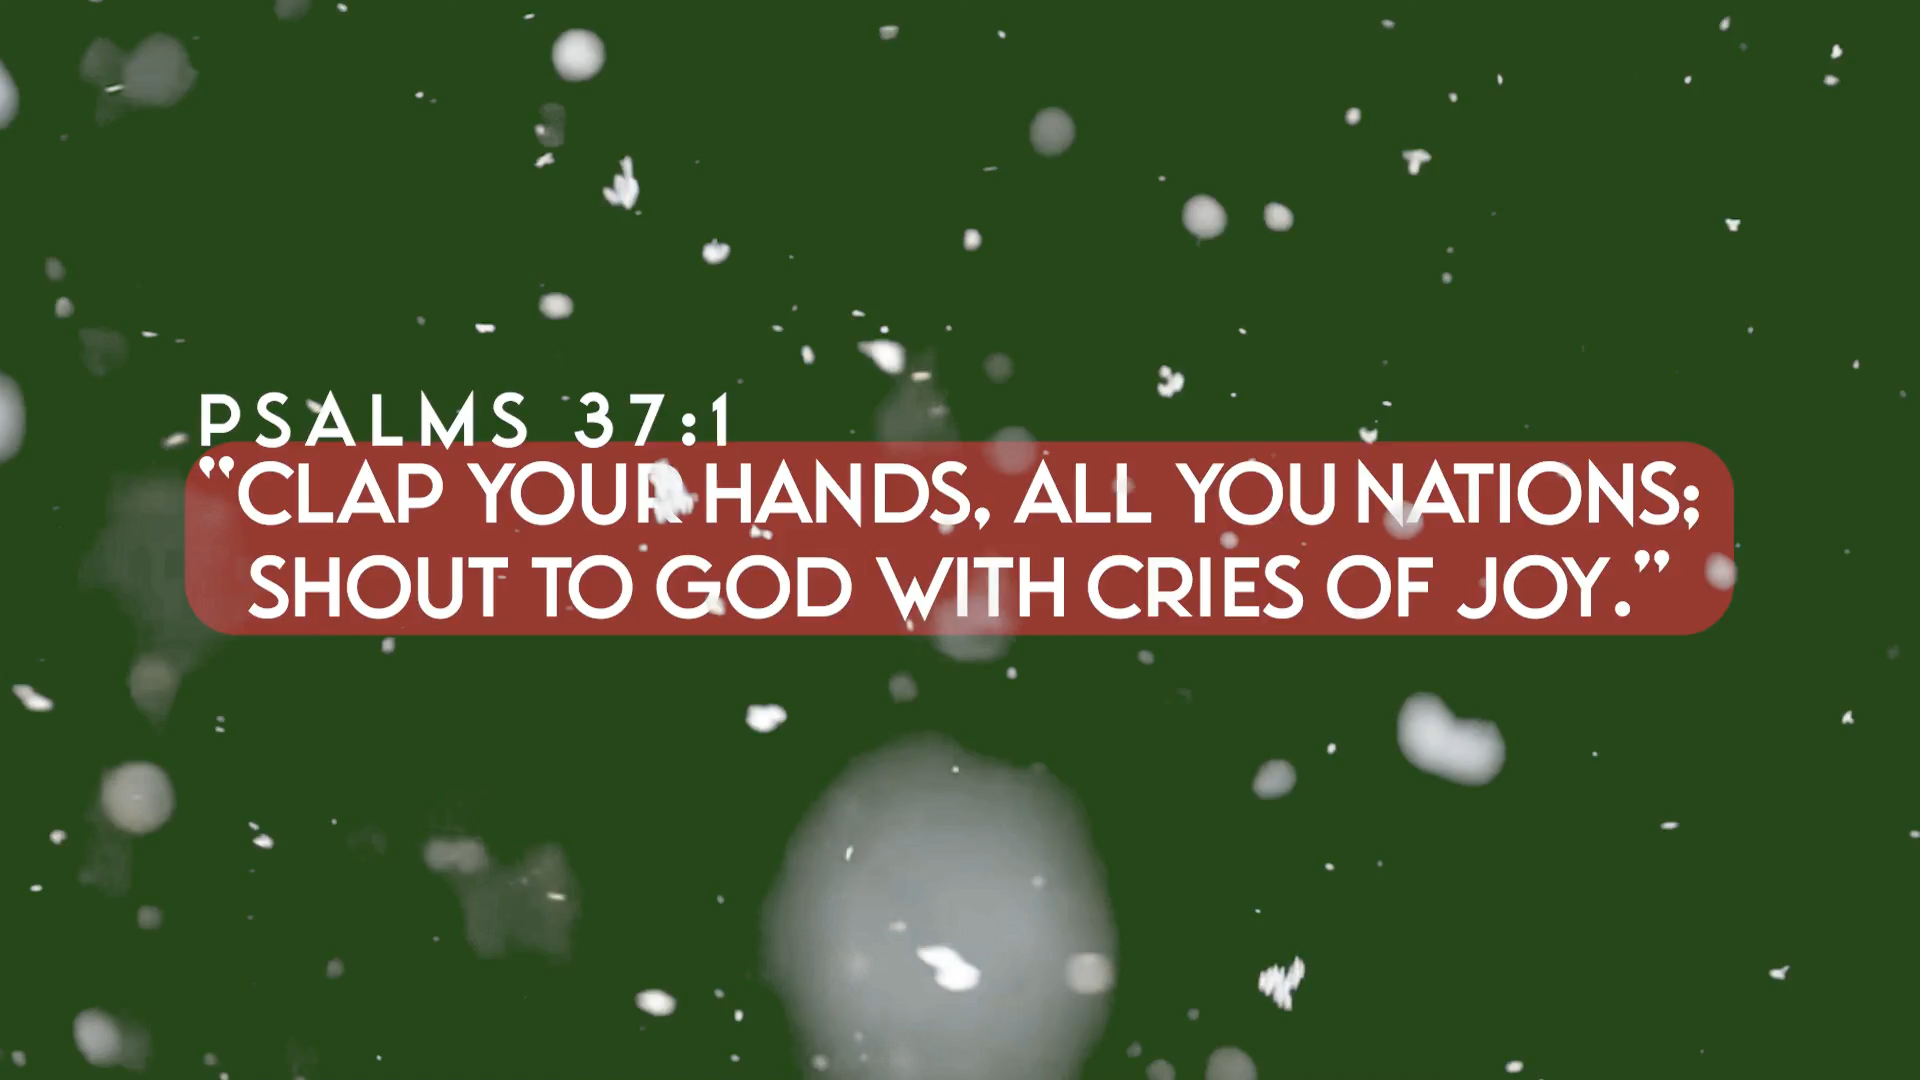 PSALMS 37:1
"CLAP YOUR HANDS, ALL YOU NATIONS;
SHOUT TO GOD WITH CRIES OF JOY."